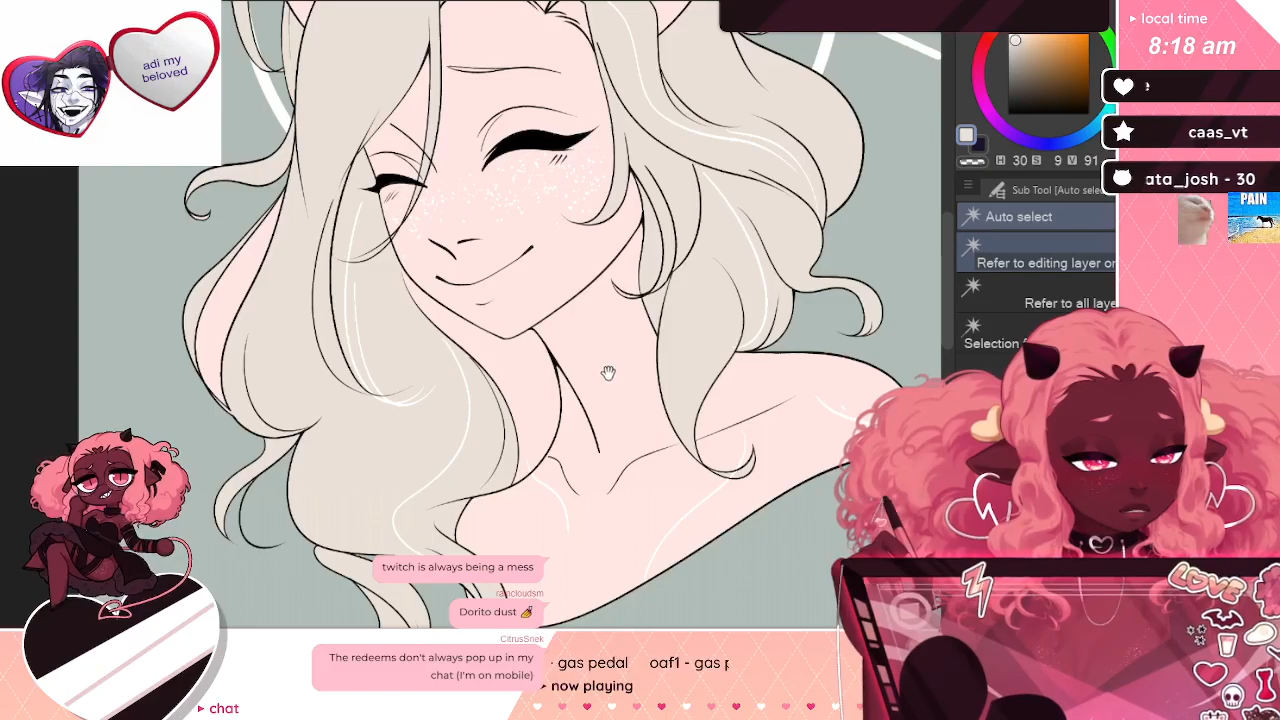 adi my
beloved
local time
8:18 am
caas_vt
ata_josh - 30
PAIN
H 30 S 9 V 91
Sub Tool [Auto selec
Auto select
Refer to editing layer or
Refer to all laye
Selection
LOVE
twitch is always being a mess
raincloudsm
Dorito dust
CitrusSnek
The redeems don't always pop up in my
chat (I'm on mobile)
· gas pedal oaf1 - gas p
now playing
chat